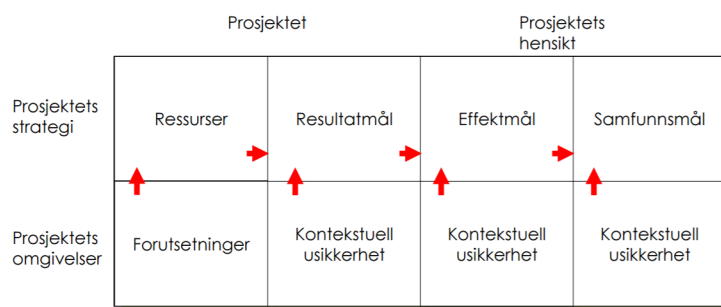 Prosjektet
Prosjektets
hensikt
Prosjektets
strategi
Ressurser
Resultatmål
Effektmål
Samfunnsmål
Prosjektets
omgivelser
Forutsetninger
Kontekstuell
usikkerhet
Kontekstuell
usikkerhet
Kontekstuell
usikkerhet